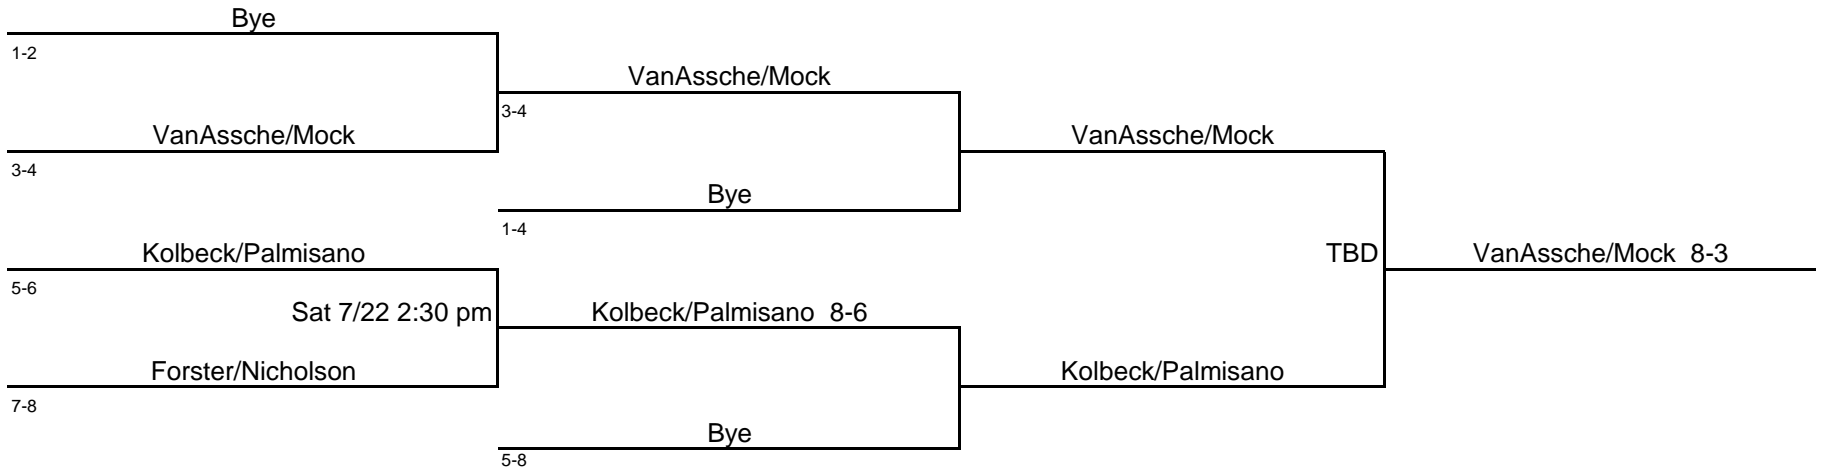 Bye
1-2
VanAssche/Mock
3-4
VanAssche/Mock
VanAssche/Mock
3-4
Bye
1-4
Kolbeck/Palmisano
TBD
VanAssche/Mock 8-3
5-6
Sat 7/22 2:30 pm
Kolbeck/Palmisano 8-6
Forster/Nicholson
Kolbeck/Palmisano
7-8
Bye
5-8